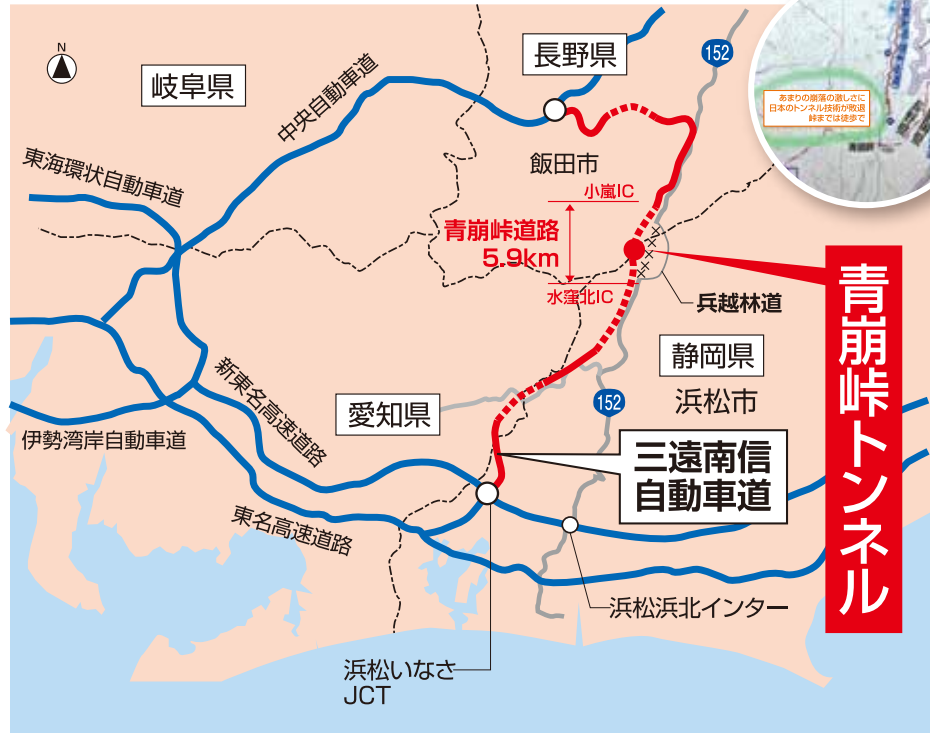 N
岐阜県
長野県
152
中央自動車道
あまりの崩落の激しさに
日本のトンネル技術が敗退
峠までは徒歩で
東海環状自動車道
飯田市
小嵐IC
青崩峠道路
5.9km
水窪北IC
兵越林道
青崩峠トンネル
静岡県
浜松市
152
新東名高速道路
愛知県
伊勢湾岸自動車道
三遠南信
自動車道
東名高速道路
浜松浜北インター
浜松いなさ
JCT